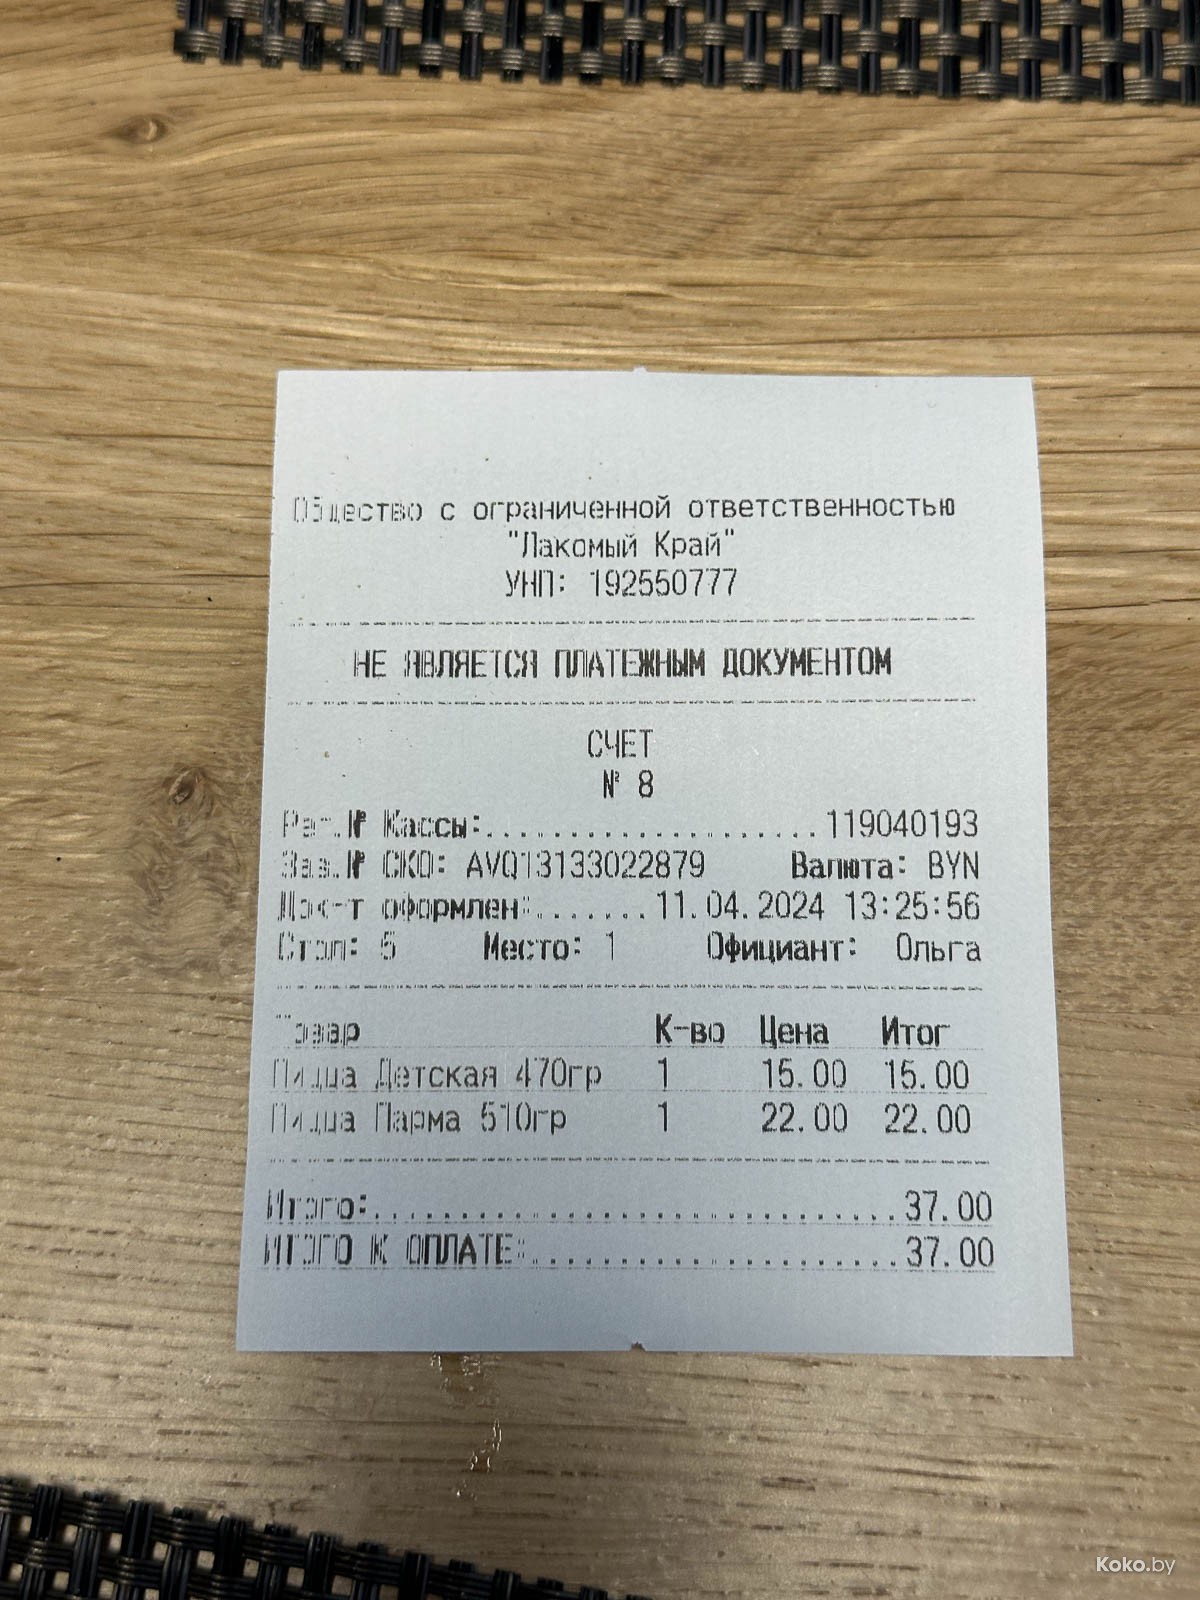 Общество с ограниченной ответственностью
"Лакомый Край"
УНП: 192550777
НЕ ЯВЛЯЕТСЯ ПЛАТЕЖНЫМ ДОКУМЕНТОМ
СЧЕТ
№ 8
Рег.№ Кассы:.....................119040193
Зав.№ СКО: AVQ13133022879 Валюта: BYN
Док-т оформлен:.......11.04.2024 13:25:56
Стол: 5 Место: 1 Официант: Ольга
Товар К-во Цена Итог
Пицца Детская 470гр 1 15.00 15.00
Пицца Парма 510гр 1 22.00 22.00
Итого:...............................37.00
ИТОГО К ОПЛАТЕ:......................37.00
Koko.by